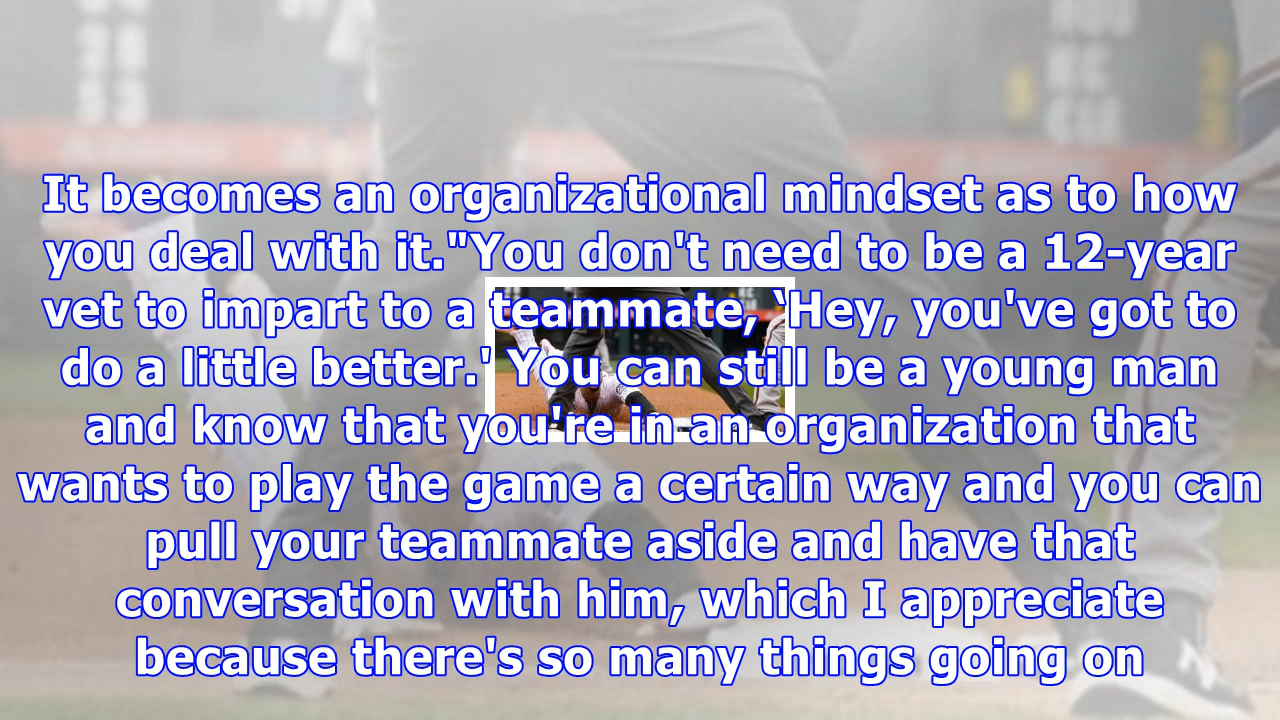 It becomes an organizational mindset as to how
you deal with it."You don't need to be a 12-year
vet to impart to a teammate, ‘Hey, you've got to
do a little better.' You can still be a young man
and know that you're in an organization that
wants to play the game a certain way and you can
pull your teammate aside and have that
conversation with him, which I appreciate
because there's so many things going on